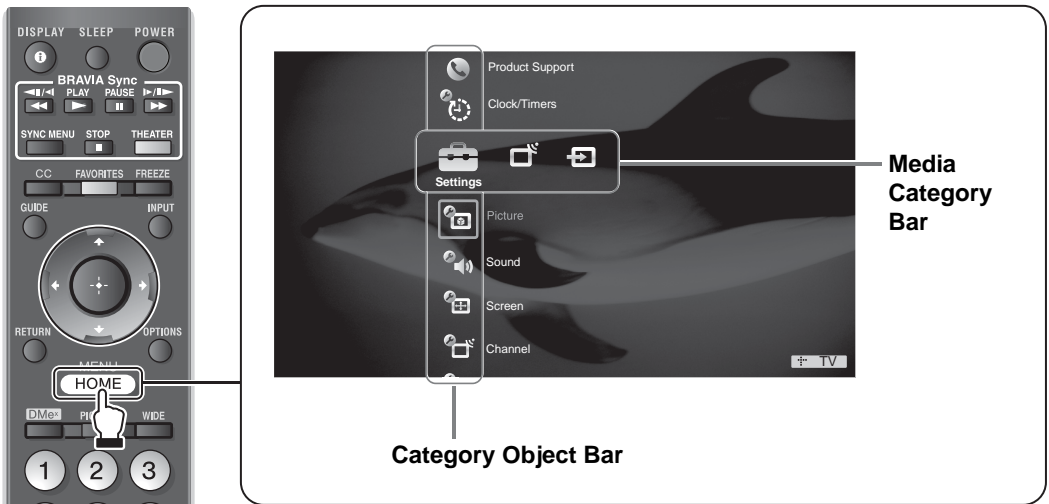 DISPLAY SLEEP POWER
BRAVIA Sync
PLAY PAUSE
SYNC MENU STOP THEATER
CC FAVORITES FREEZE
GUIDE INPUT
RETURN OPTIONS
MENU
HOME
DMex WIDE
1 2 3
Product Support
Clock/Timers
Settings
Picture
Sound
Screen
Channel
TV
Media
Category
Bar
Category Object Bar